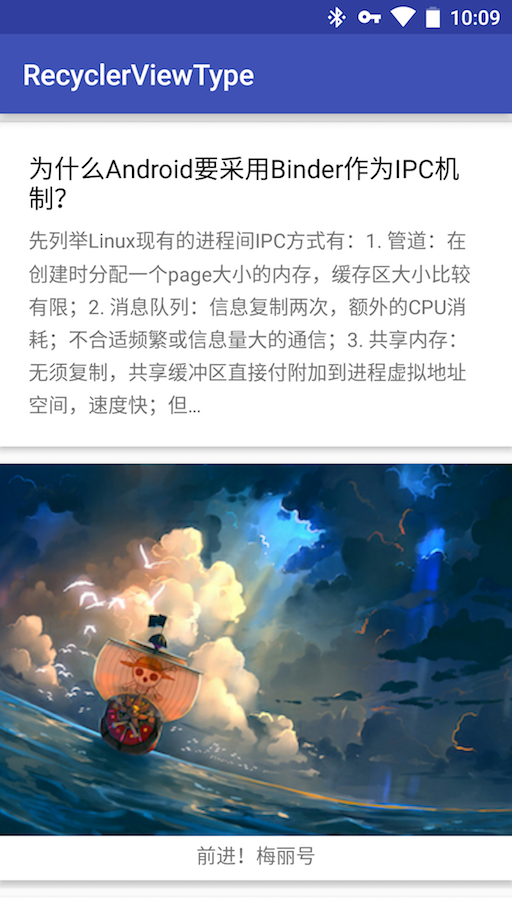 10:09
RecyclerViewType
为什么Android要采用Binder作为IPC机
制？
先列举Linux现有的进程间IPC方式有：1. 管道：在
创建时分配一个page大小的内存，缓存区大小比较
有限；2. 消息队列：信息复制两次，额外的CPU消
耗；不合适频繁或信息量大的通信；3. 共享内存：
无须复制，共享缓冲区直接付附加到进程虚拟地址
空间，速度快；但…
前进！梅丽号